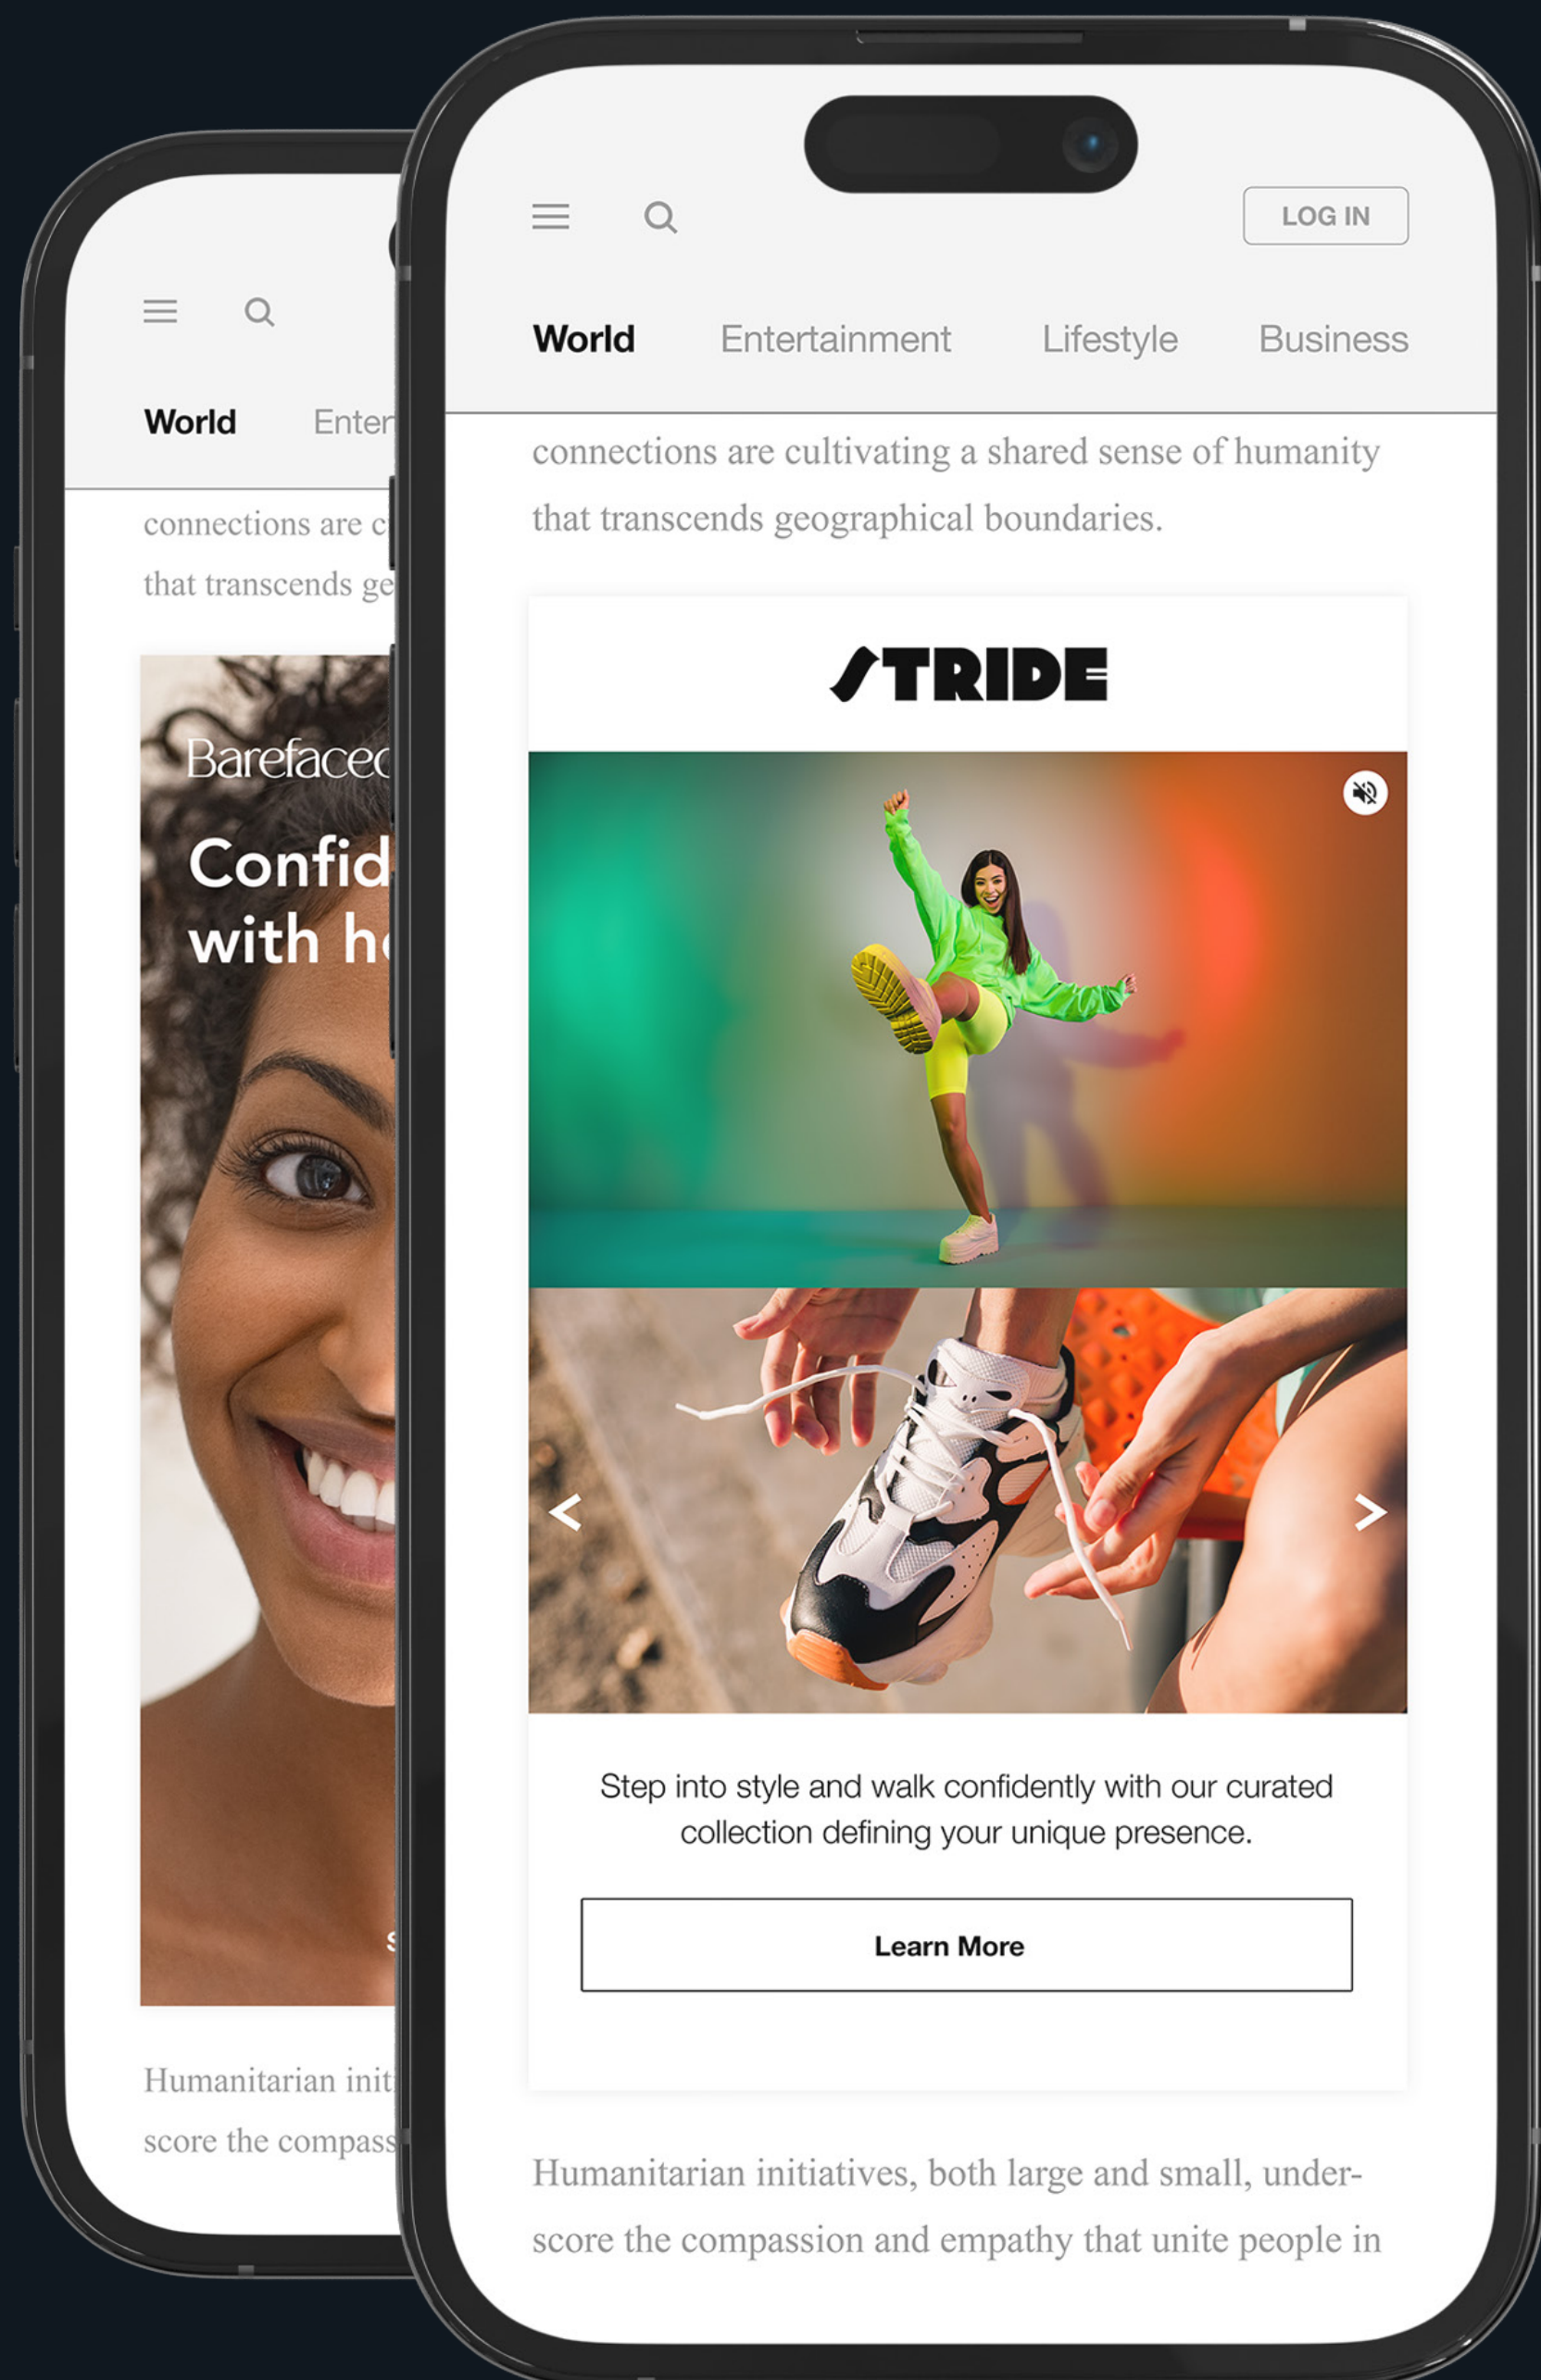 World
connections are
that transcends
Barefaced
with
Humanitarian
score the
LOG IN
World Entertainment Lifestyle Business
connections are cultivating a shared sense of humanity
that transcends geographical boundaries.
STRIDE
Step into style and walk confidently with our curated
collection defining your unique presence.
Learn More
Humanitarian initiatives, both large and small, under-
score the compassion and empathy that unite people in